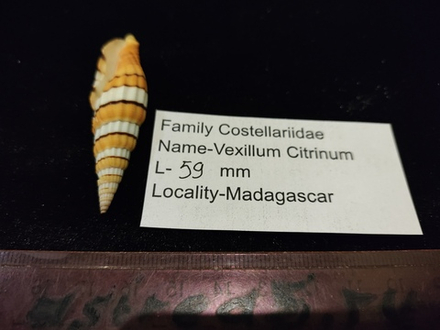 Family Costellariidae
Name-Vexillum Citrinum
L- 59 mm
Locality-Madagascar